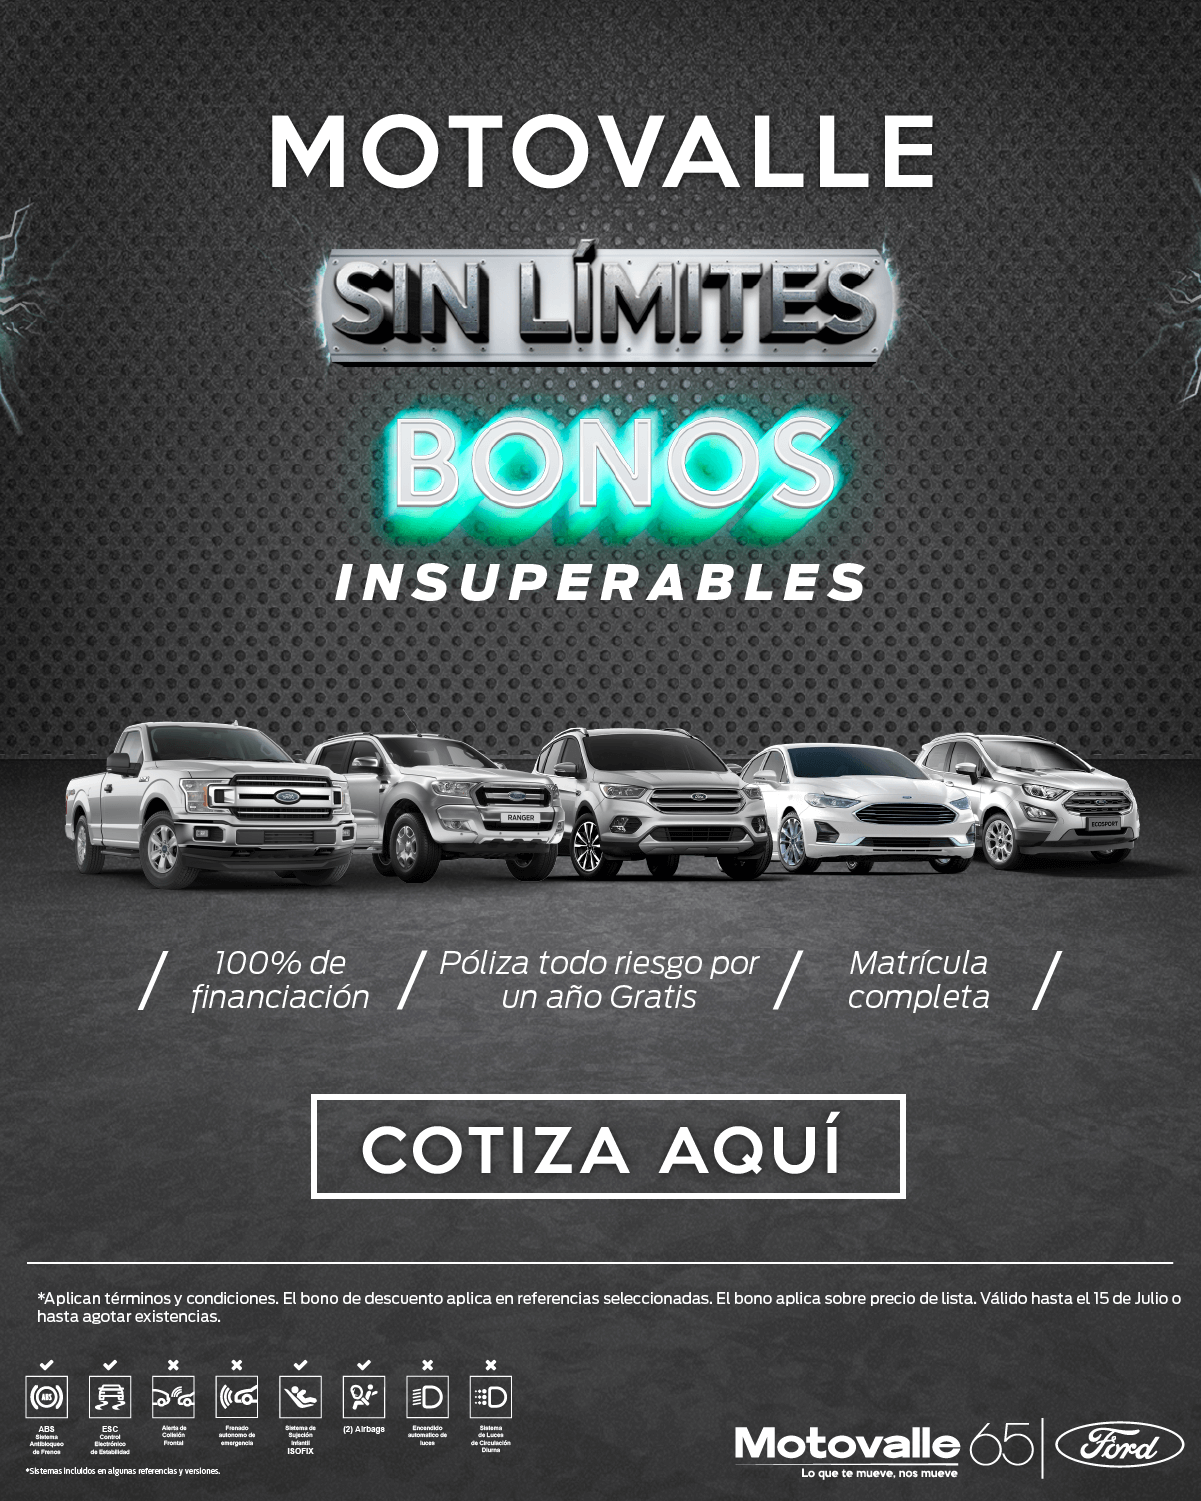 MOTOVALLE
SIN LÍMITES
BONOS
INSUPERABLES
RANGER
ECOSPORT
100% de
financiación
Póliza todo riesgo por
un año Gratis
Matrícula
completa
COTIZA AQUÍ
*Aplican términos y condiciones. El bono de descuento aplica en referencias seleccionadas. El bono aplica sobre precio de lista. Válido hasta el 15 de Julio o
hasta agotar existencias.
ABS
ABS
Sistema
Antibloqueo
de Frenos
ESC
Control
Electrónico
de Estabilidad
Alerta de
Colisión
Frontal
Frenado
autonomo de
emergencia
Sistema de
Sujeción
Infantil
ISOFIX
(2) Airbags
Encendido
automatico de
luces
Sistema
de Luces
de Circulación
Diurna
*Sistemas incluidos en algunas referencias y versiones.
Motovalle 65
Lo que te mueve, nos mueve
Ford